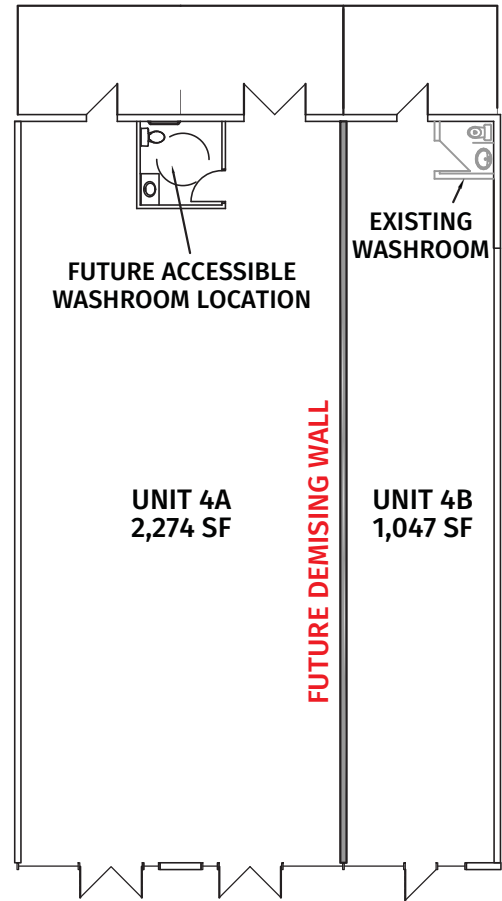 EXISTING
WASHROOM
FUTURE ACCESSIBLE
WASHROOM LOCATION
UNIT 4A
2,274 SF
FUTURE DEMISING WALL
UNIT 4B
1,047 SF